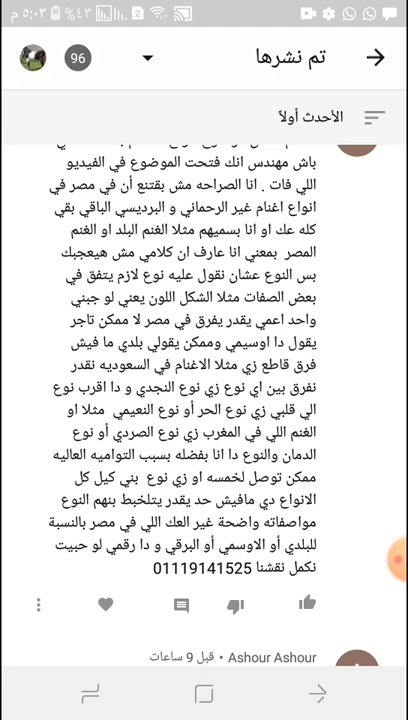 ٥:٠٣ م ٤٣%
2
تم نشرها
96
الأحدث أولاً
باش مهندس انك فتحت الموضوع في الفيديو
اللي فات . انا الصراحه مش بقتنع أن في مصر في
انواع اغنام غير الرحماني و البرديسي الباقي بقي
كله عك او انا بسميهم مثلا الغنم البلد او الغنم
المصر بمعني انا عارف ان كلامي مش هيعجبك
بس النوع عشان نقول عليه نوع لازم يتفق في
بعض الصفات مثلا الشكل اللون يعني لو جبني
واحد اعمي يقدر يفرق في مصر لا ممكن تاجر
يقول دا اوسيمي وممكن يقولي بلدي ما فيش
فرق قاطع زي مثلا الاغنام في السعوديه نقدر
نفرق بين اي نوع زي نوع النجدي و دا اقرب نوع
الي قلبي زي نوع الحر أو نوع النعيمي مثلا او
الغنم اللي في المغرب زي نوع الصردي أو نوع
الدمان والنوع دا انا بفضله بسبب التواميه العاليه
ممكن توصل لخمسه او زي نوع بني كيل كل
الانواع دي مافيش حد يقدر يتلخبط بنهم النوع
مواصفاته واضحة غير العك اللي في مصر بالنسبة
للبلدي أو الاوسمي أو البرقي و دا رقمي لو حبيت
نكمل نقشنا 01119141525
Ashour Ashour • قبل 9 ساعات